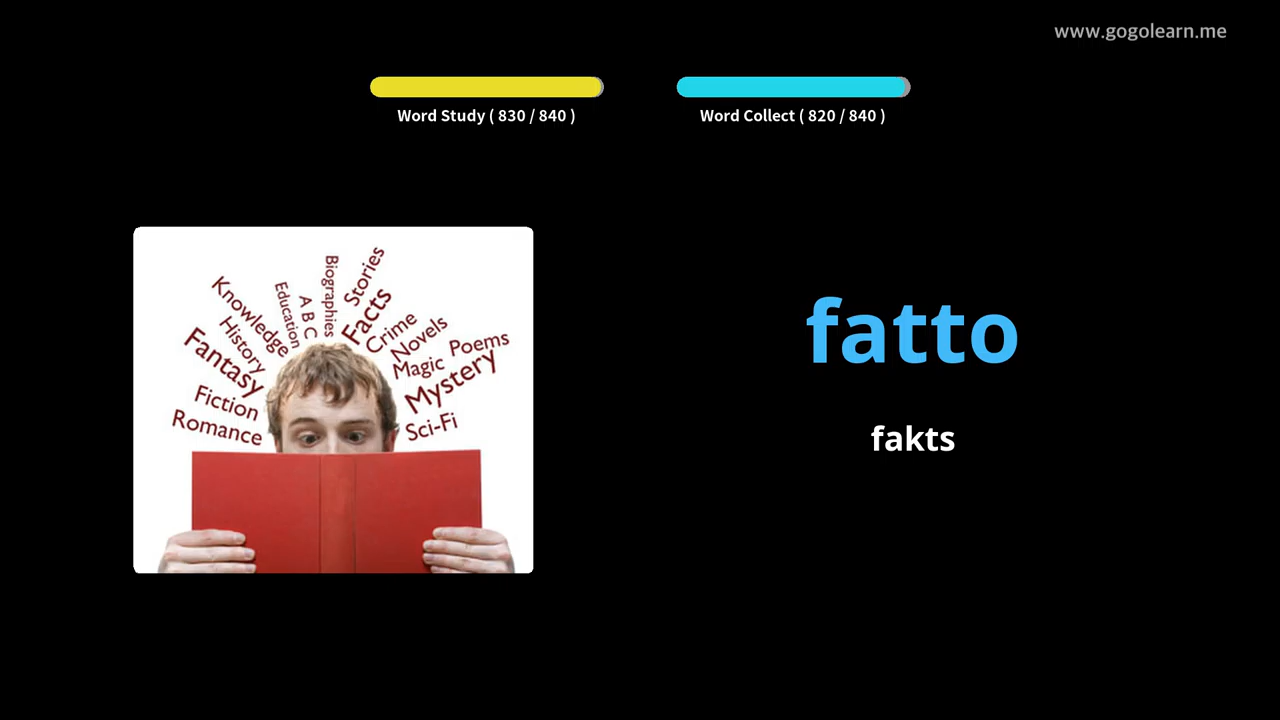 www.gogolearn.me
Word Study ( 830 / 840 )
Word Collect ( 820 / 840 )
Romance
Fiction
Fantasy
History
Knowledge
Education
A B C
Biographies
Stories
Facts
Crime
Novels
Magic
Poems
Mystery
Sci-Fi
fatto
fakts